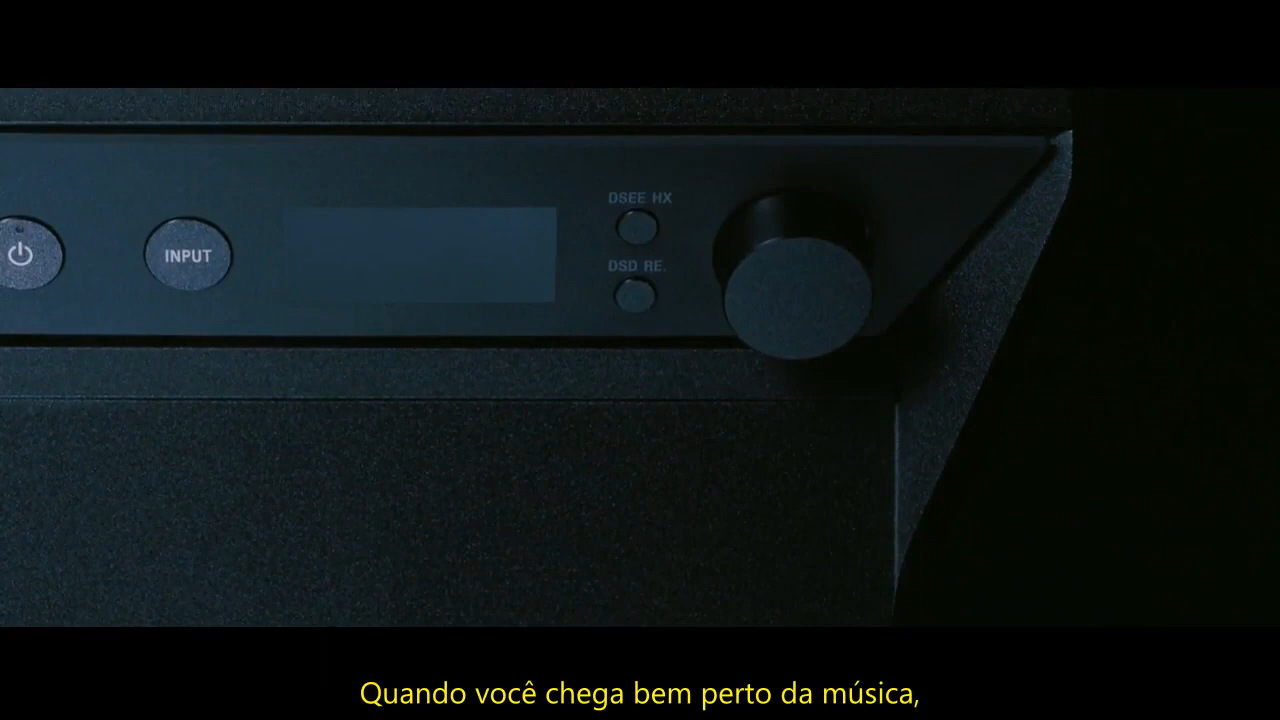 DSEE HX
INPUT
DSD RE.
Quando você chega bem perto da música,